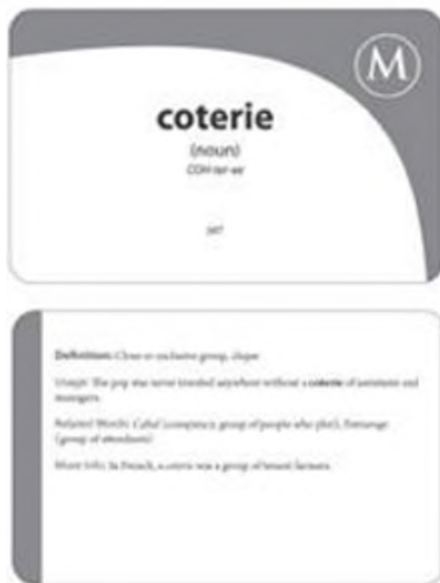 M
coterie
(noun)
COH-ter-ee
Definition: Close or exclusive group, clique
Usage: The pop star never traveled anywhere without a coterie of assistants and
managers.
Related Words: Cabal (conspiracy, group of people who plot), Entourage
(group of attendants)
More Info: In French, a coterie was a group of tenant farmers.